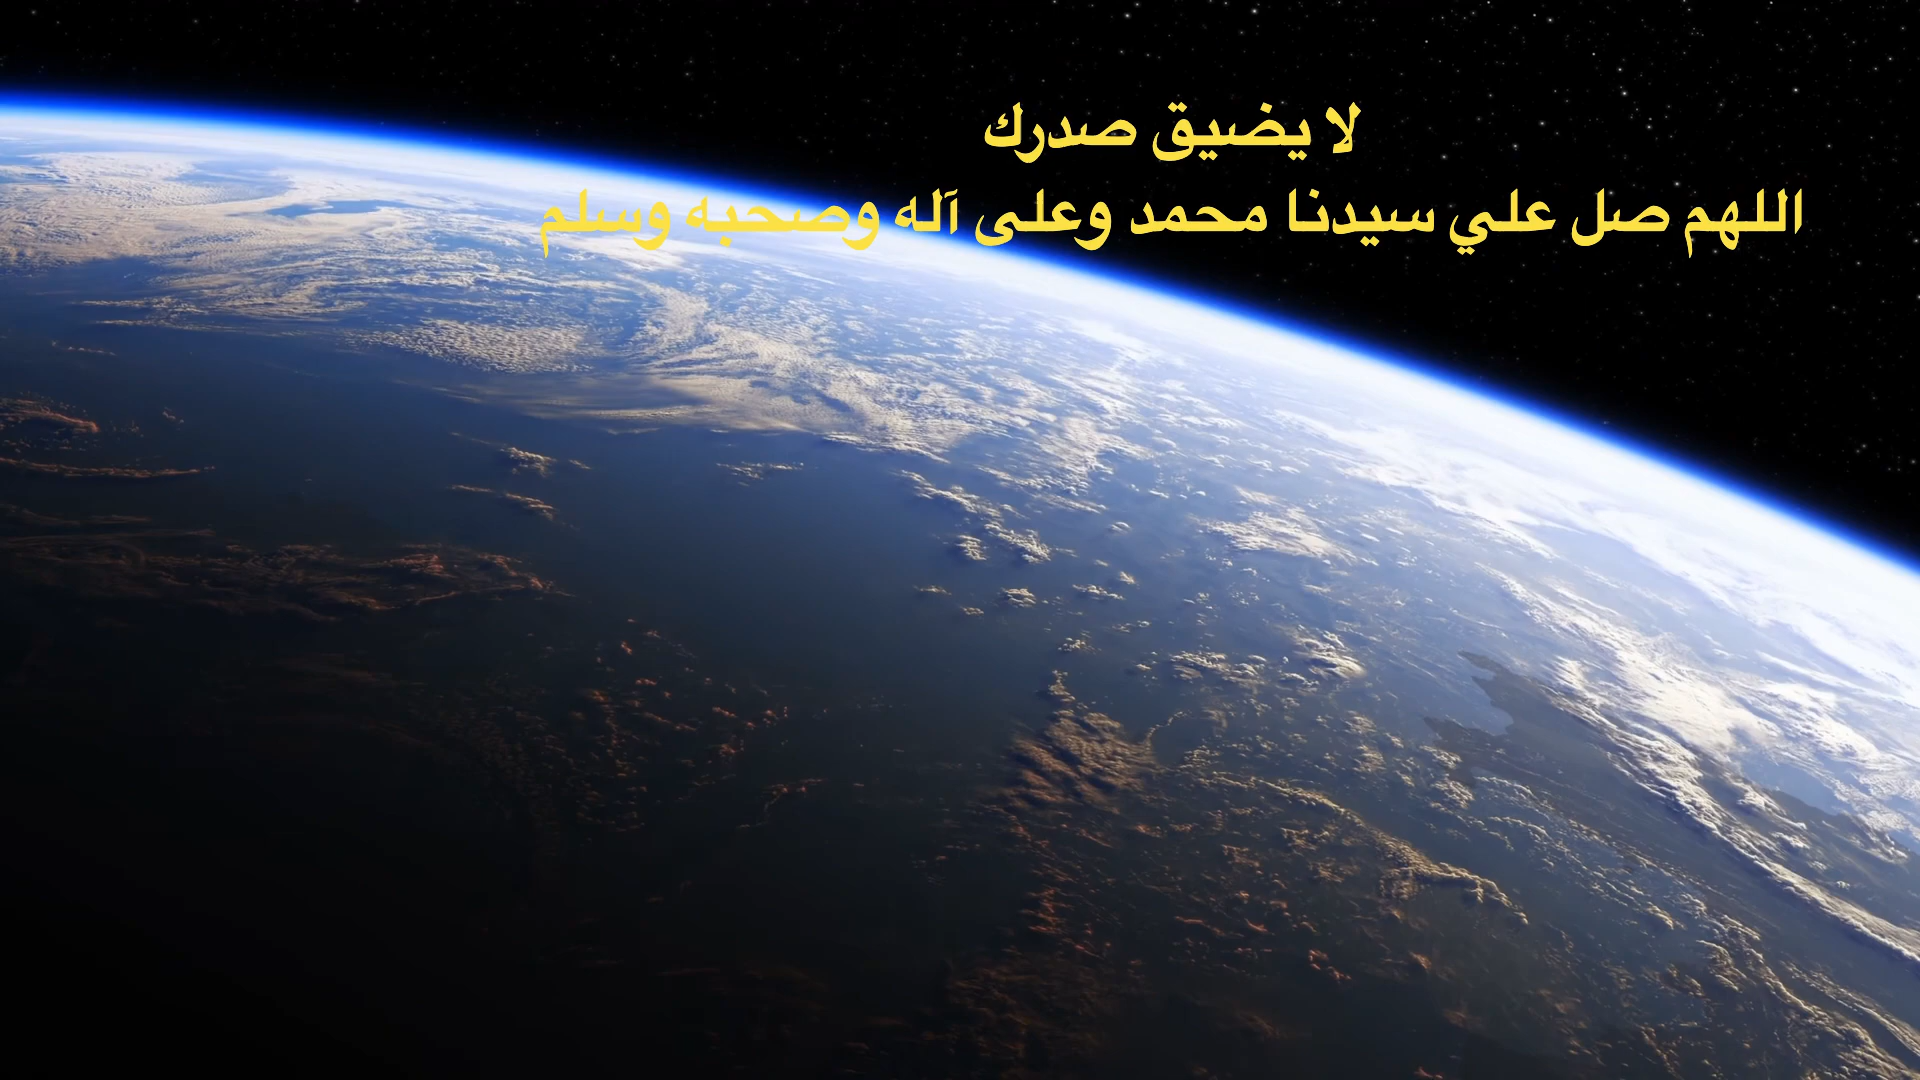 لا يضيق صدرك
اللهم صل علي سيدنا محمد وعلى آله وصحبه وسلم